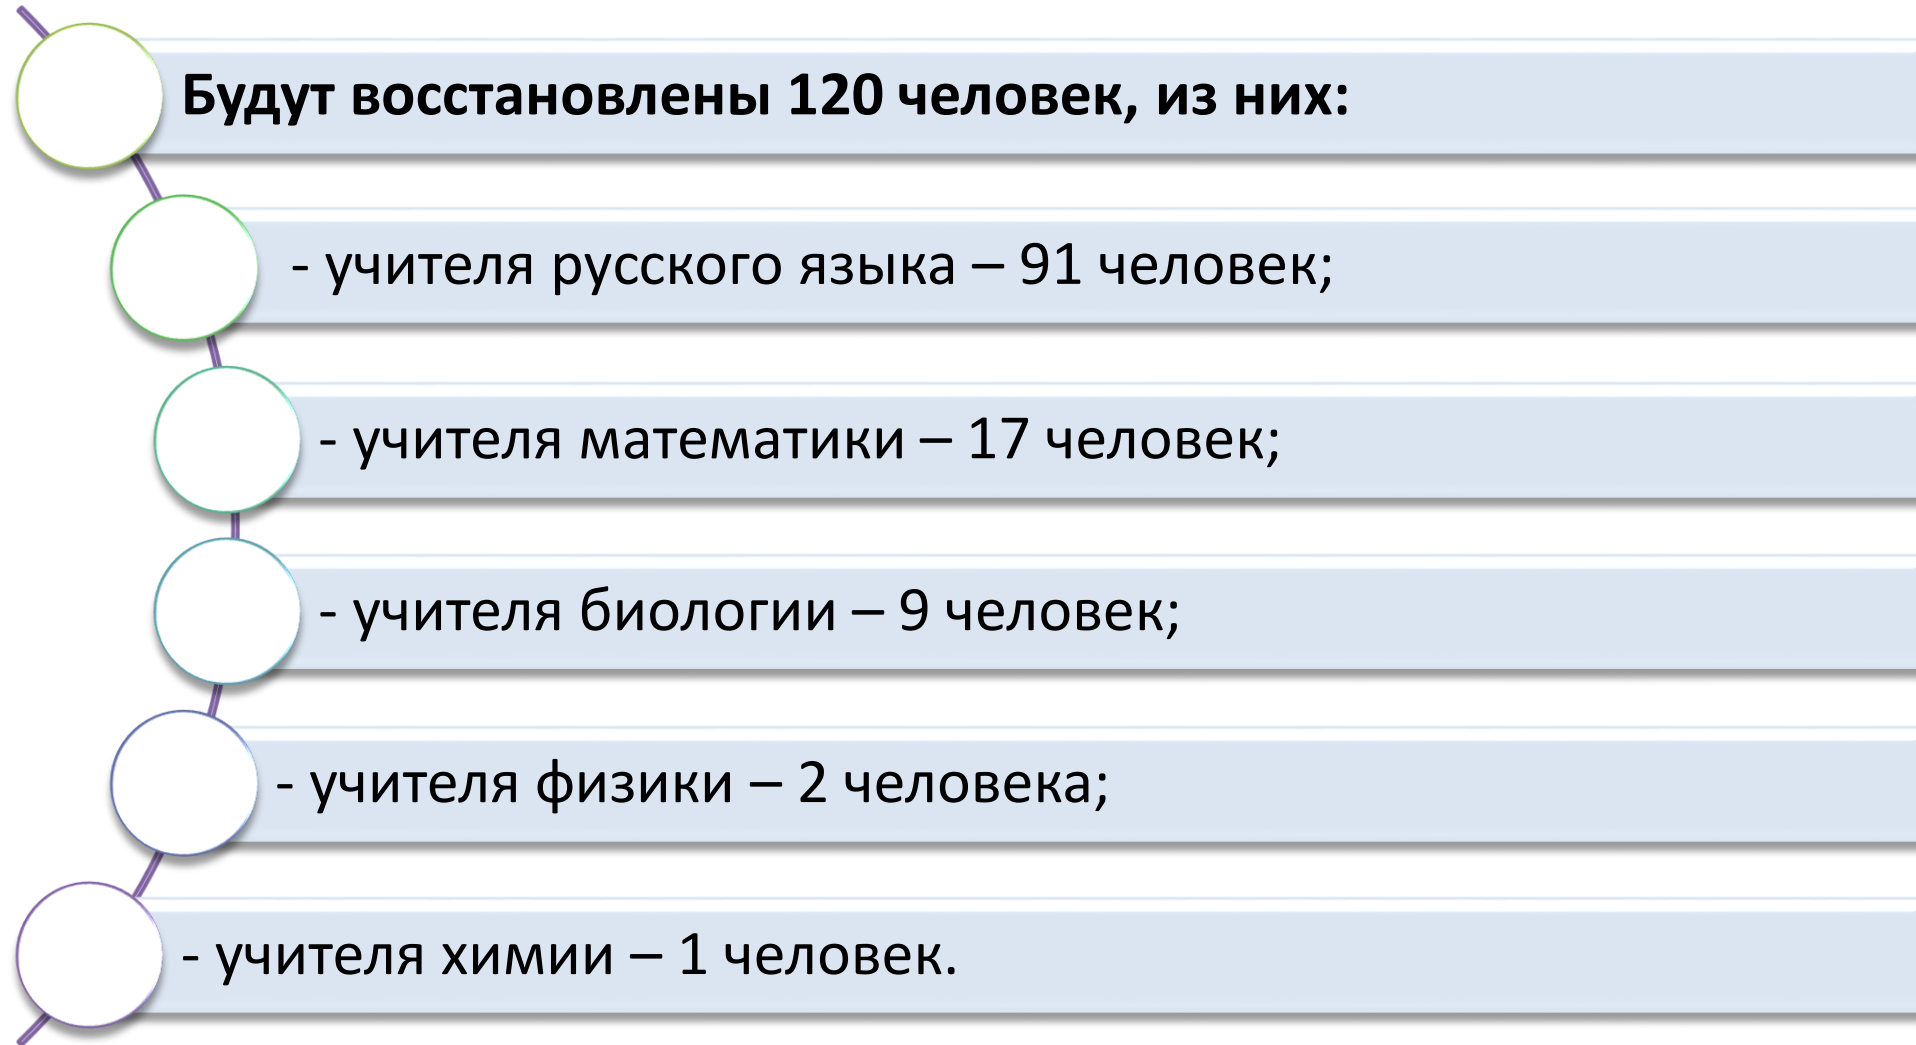 Будут восстановлены 120 человек, из них:
- учителя русского языка – 91 человек;
- учителя математики – 17 человек;
- учителя биологии – 9 человек;
- учителя физики – 2 человека;
- учителя химии – 1 человек.